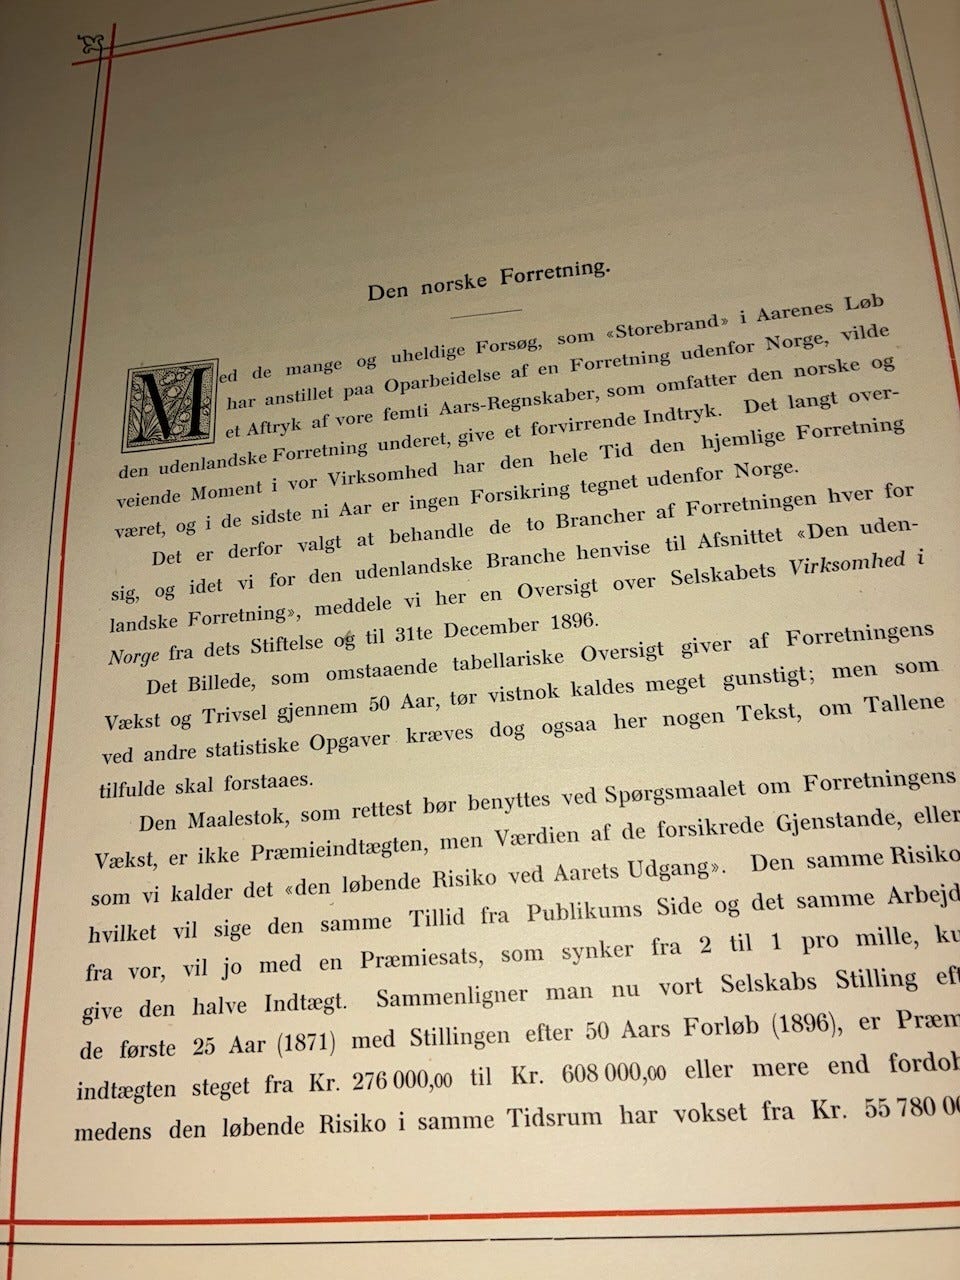 Den norske Forretning.
Med de mange og uheldige Forsøg, som «Storebrand» i Aarenes Løb
har anstillet paa Oparbeidelse af en Forretning udenfor Norge, vilde
et Aftryk af vore femti Aars-Regnskaber, som omfatter den norske og
den udenlandske Forretning underet, give et forvirrende Indtryk. Det langt over-
veiende Moment i vor Virksomhed har den hele Tid den hjemlige Forretning
været, og i de sidste ni Aar er ingen Forsikring tegnet udenfor Norge.
Det er derfor valgt at behandle de to Brancher af Forretningen hver for
sig, og idet vi for den udenlandske Branche henvise til Afsnittet «Den uden-
landske Forretning», meddele vi her en Oversigt over Selskabets Virksomhed i
Norge fra dets Stiftelse og til 31te December 1896.
Det Billede, som omstaaende tabellariske Oversigt giver af Forretningens
Vækst og Trivsel gjennem 50 Aar, tør vistnok kaldes meget gunstigt; men som
ved andre statistiske Opgaver kræves dog ogsaa her nogen Tekst, om Tallene
tilfulde skal forstaaes.
Den Maalestok, som rettest bør benyttes ved Spørgsmaalet om Forretningens
Vækst, er ikke Præmieindtægten, men Værdien af de forsikrede Gjenstande, eller
som vi kalder det «den løbende Risiko ved Aarets Udgang». Den samme Risiko
hvilket vil sige den samme Tillid fra Publikums Side og det samme Arbejd
fra vor, vil jo med en Præmiesats, som synker fra 2 til 1 pro mille, ku
give den halve Indtægt. Sammenligner man nu vort Selskabs Stilling eft
de første 25 Aar (1871) med Stillingen efter 50 Aars Forløb (1896), er Præm
indtægten steget fra Kr. 276 000,00 til Kr. 608 000,00 eller mere end fordob
medens den løbende Risiko i samme Tidsrum har vokset fra Kr. 55 780 00